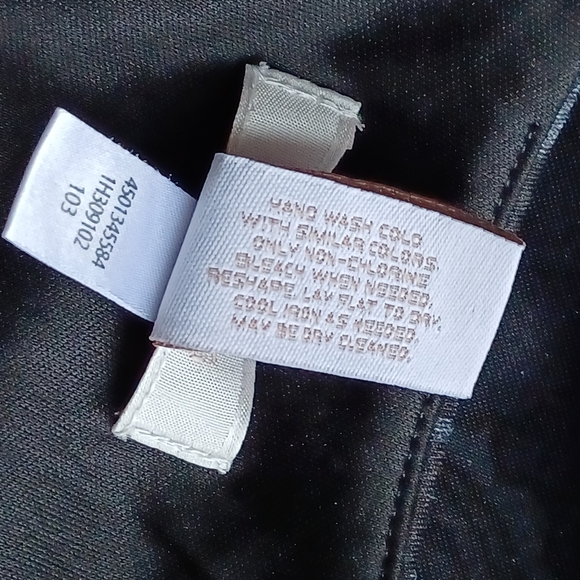 4501345584
1H309102
103
HAND WASH COLD
WITH SIMILAR COLORS.
ONLY NON-CHLORINE
BLEACH WHEN NEEDED.
RESHAPE, LAY FLAT TO DRY.
COOL IRON AS NEEDED.
MAY BE DRY CLEANED.